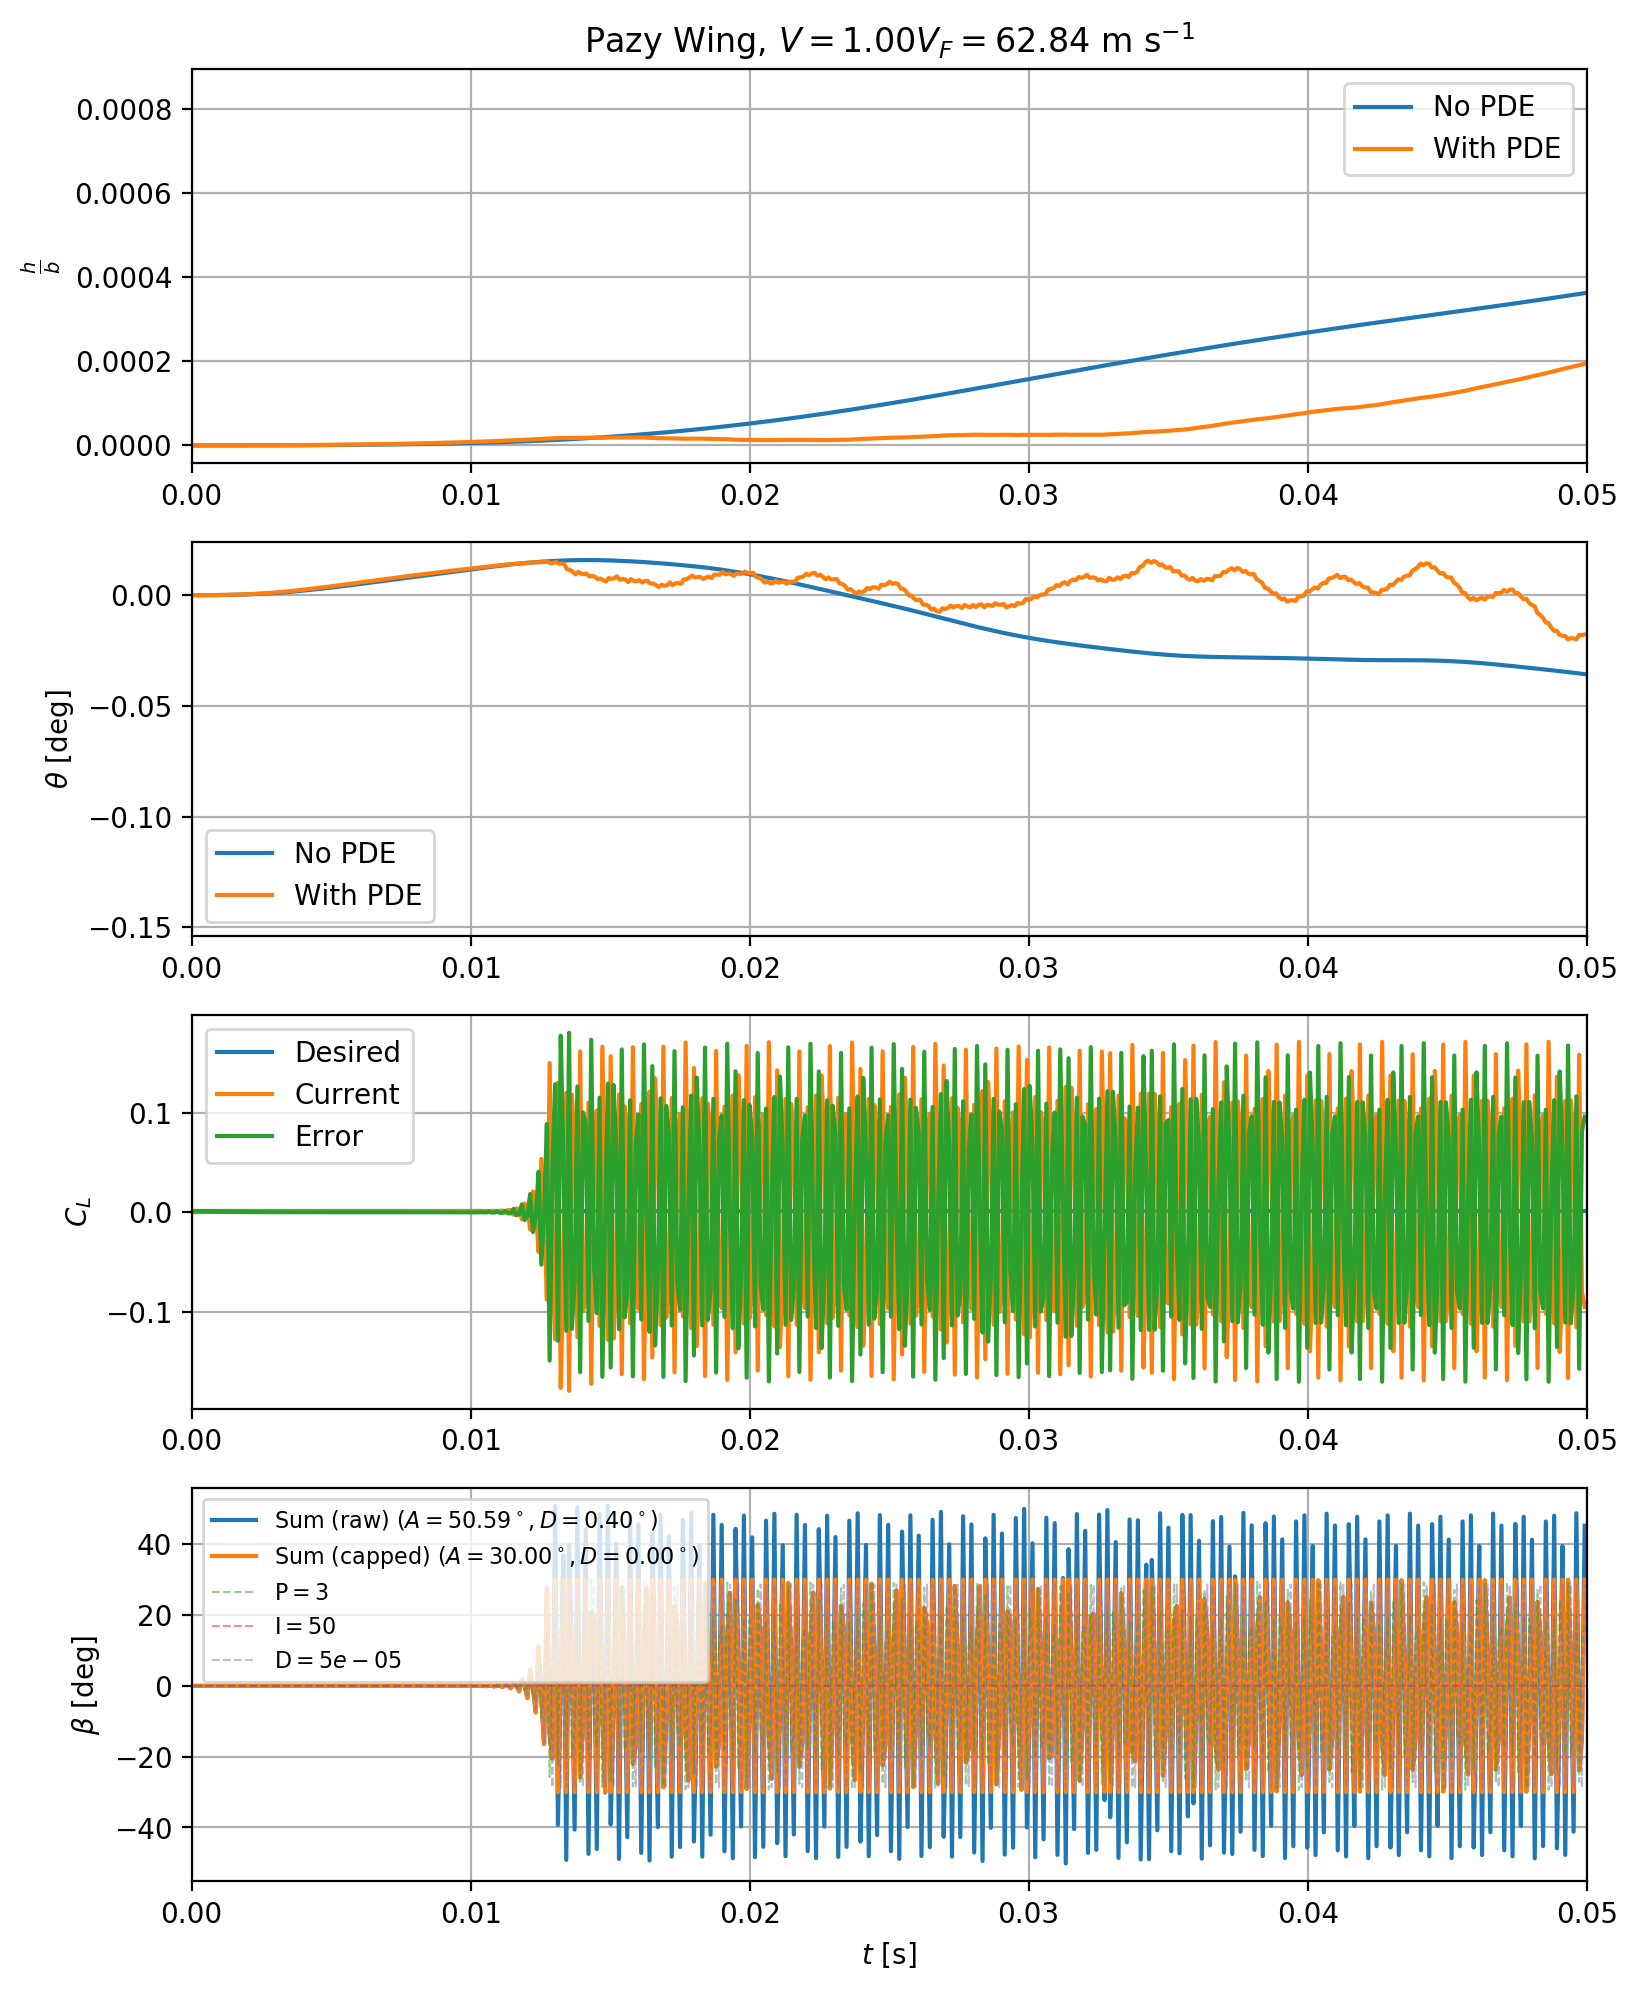 Pazy Wing, V = 1.00V_F = 62.84 m s⁻¹
No PDE
With PDE
0.0008
0.0006
0.0004
0.0002
0.0000
h/b
0.00 0.01 0.02 0.03 0.04 0.05
0.00
−0.05
−0.10
−0.15
θ [deg]
No PDE
With PDE
0.00 0.01 0.02 0.03 0.04 0.05
Desired
Current
Error
0.1
0.0
−0.1
C_L
0.00 0.01 0.02 0.03 0.04 0.05
Sum (raw) (A = 50.59°, D = 0.40°)
Sum (capped) (A = 30.00°, D = 0.00°)
P = 3
I = 50
D = 5e − 05
40
20
0
−20
−40
β [deg]
0.00 0.01 0.02 0.03 0.04 0.05
t [s]